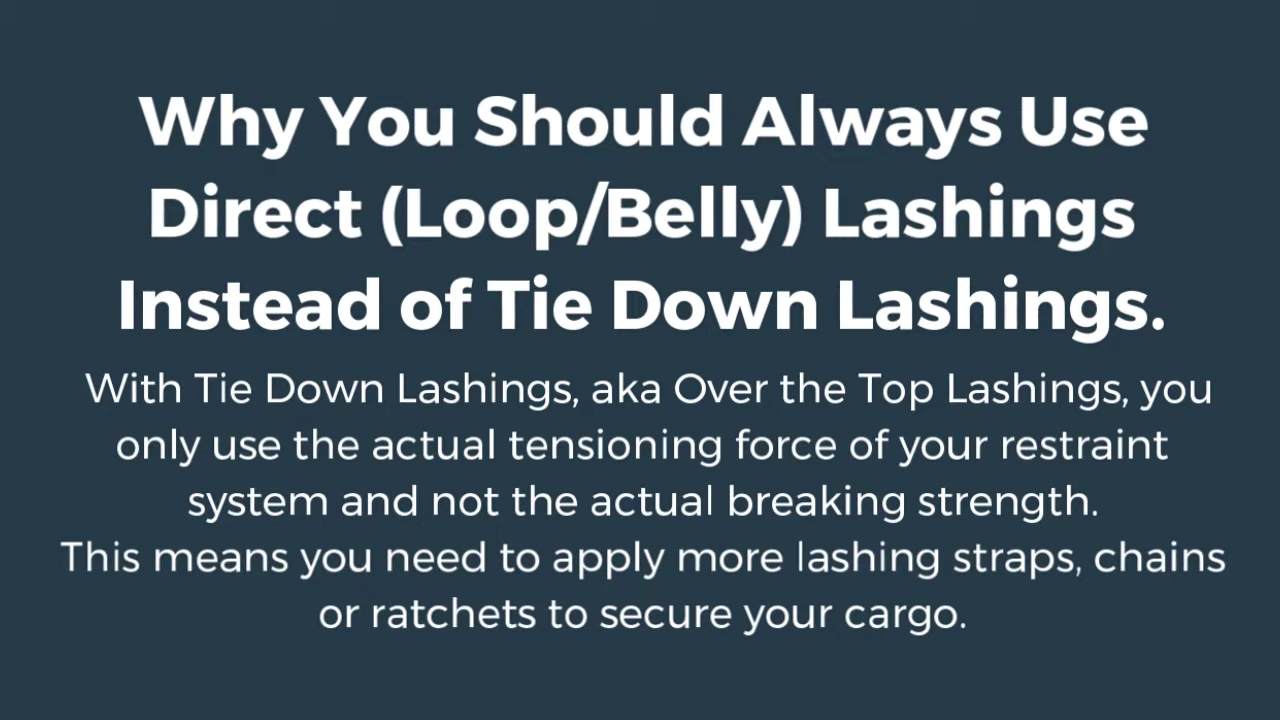 Why You Should Always Use
Direct (Loop/Belly) Lashings
Instead of Tie Down Lashings.
With Tie Down Lashings, aka Over the Top Lashings, you
only use the actual tensioning force of your restraint
system and not the actual breaking strength.
This means you need to apply more lashing straps, chains
or ratchets to secure your cargo.